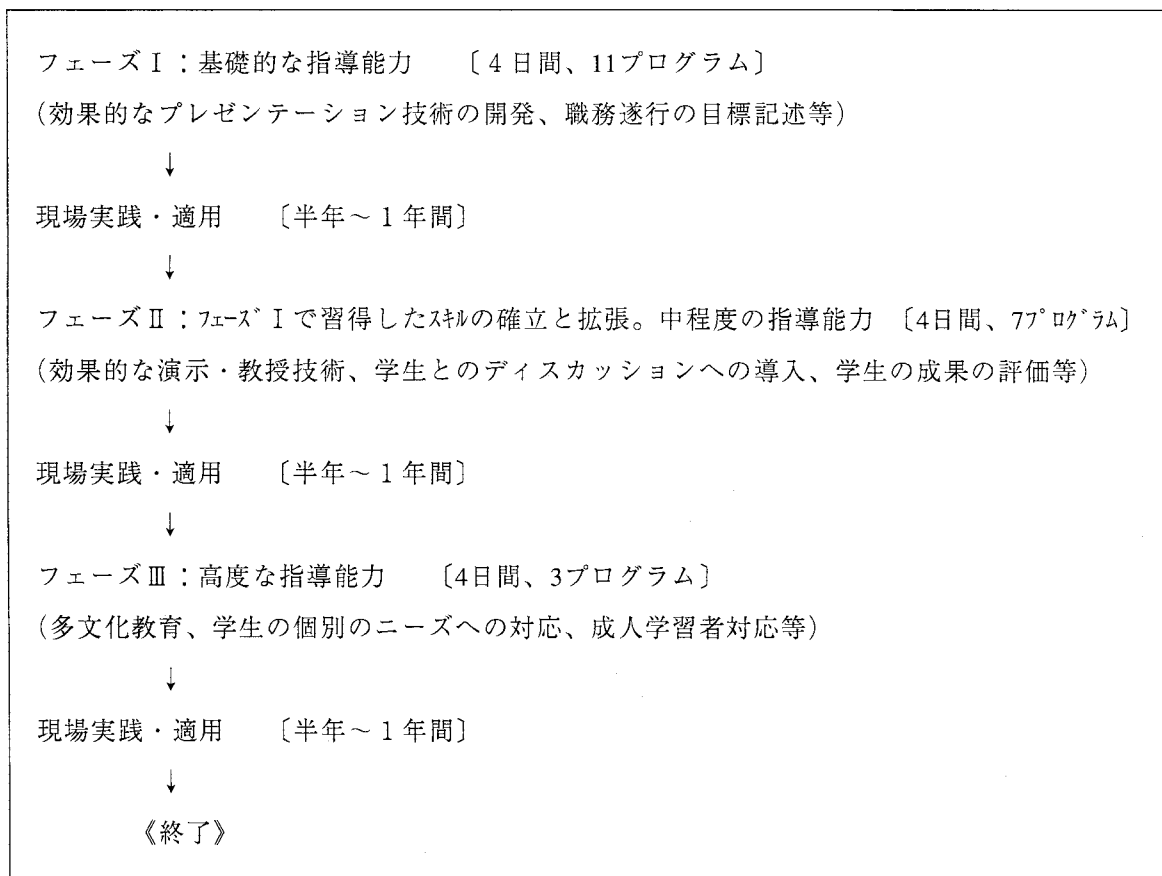 フェーズⅠ:基礎的な指導能力　〔4日間、11プログラム〕
(効果的なプレゼンテーション技術の開発、職務遂行の目標記述等)
↓
現場実践・適用　〔半年~1年間〕
↓
フェーズⅡ:ﾌｪｰｽﾞⅠで習得したｽｷﾙの確立と拡張。中程度の指導能力　〔4日間、7ﾌﾟﾛｸﾞﾗﾑ〕
(効果的な演示・教授技術、学生とのディスカッションへの導入、学生の成果の評価等)
↓
現場実践・適用　〔半年~1年間〕
↓
フェーズⅢ:高度な指導能力　〔4日間、3プログラム〕
(多文化教育、学生の個別のニーズへの対応、成人学習者対応等)
↓
現場実践・適用　〔半年~1年間〕
↓
《終了》